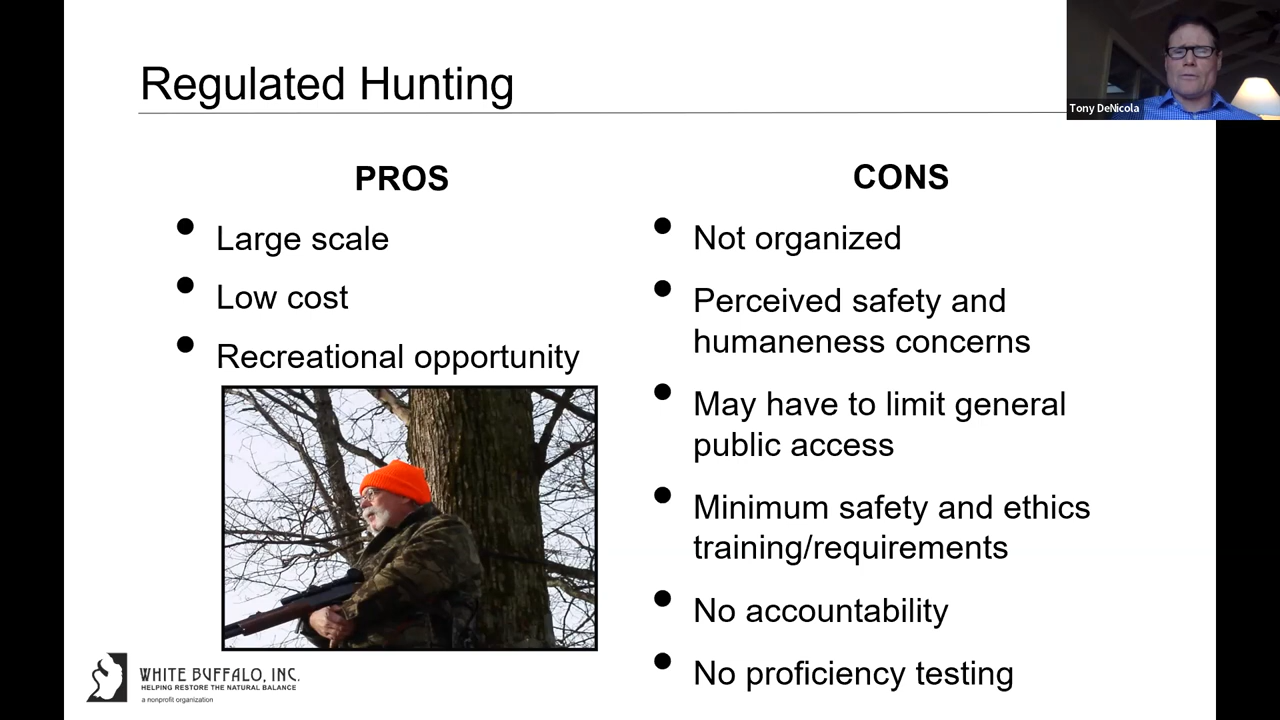 Regulated Hunting
Tony DeNicola
PROS
Large scale
Low cost
Recreational opportunity
CONS
Not organized
Perceived safety and
humaneness concerns
May have to limit general
public access
Minimum safety and ethics
training/requirements
No accountability
No proficiency testing
WHITE BUFFALO, INC.
HELPING RESTORE THE NATURAL BALANCE
a nonprofit organization